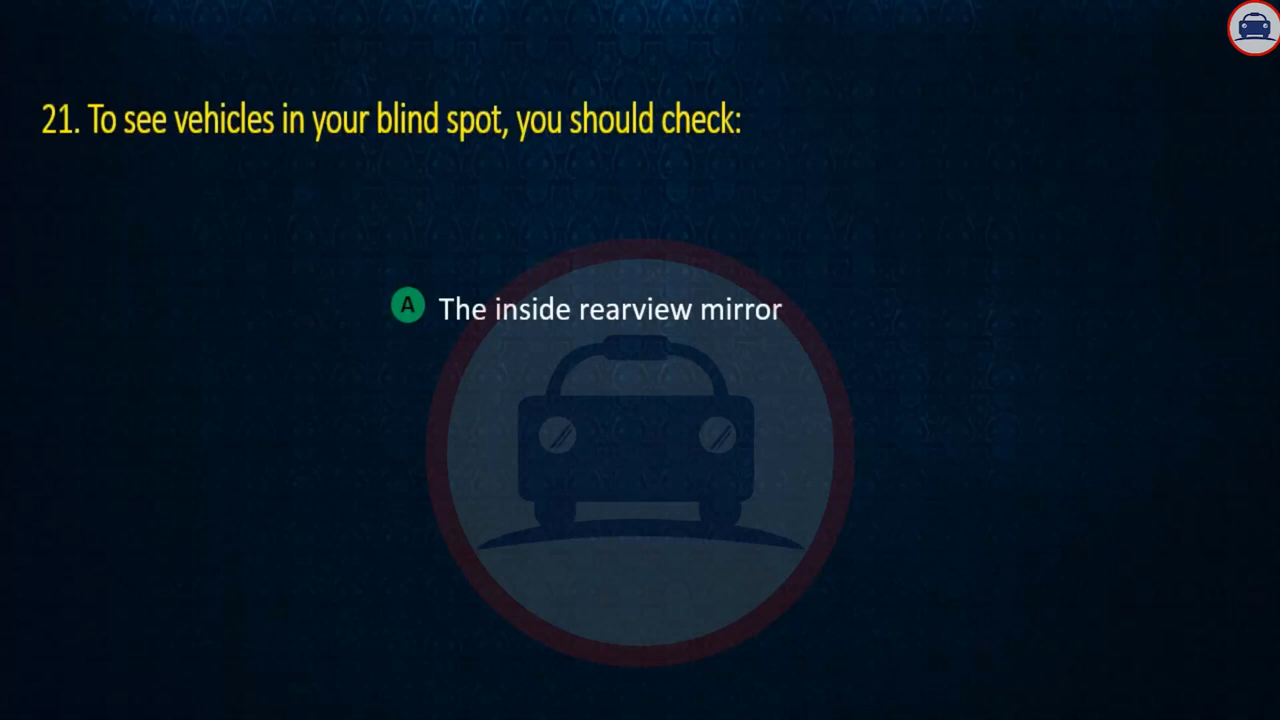 21. To see vehicles in your blind spot, you should check:
A The inside rearview mirror